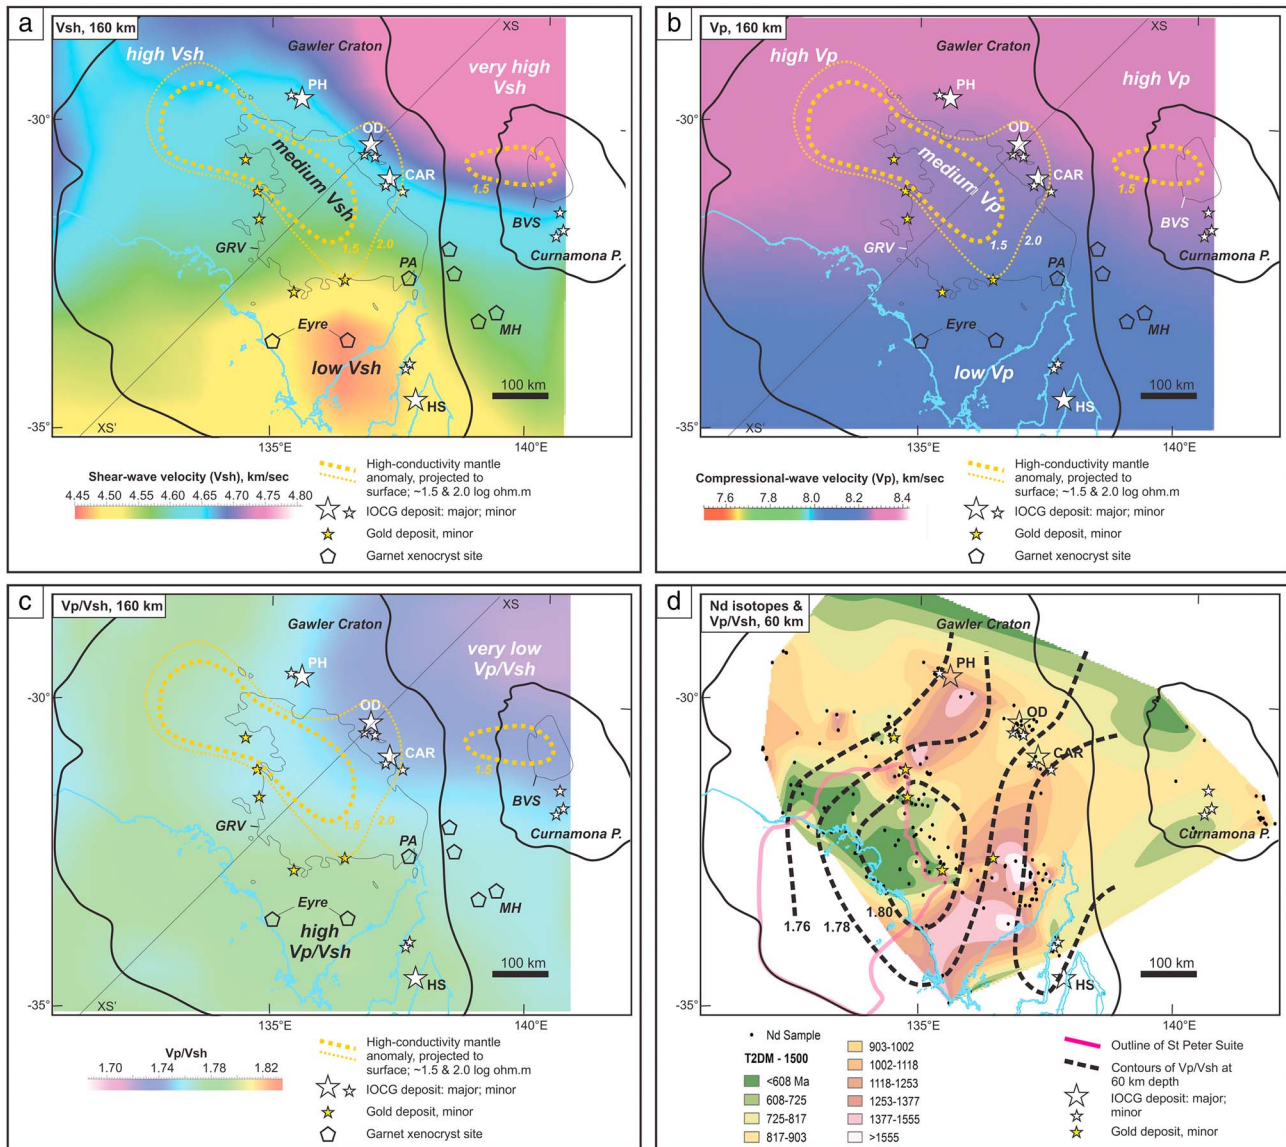 a
Vsh, 160 km
XS
Gawler Craton
high Vsh
very high
Vsh
PH
-30°
OD
medium Vsh
CAR
1.5
BVS
GRV
1.5
2.0
PA
Curnamona P.
Eyre
MH
low Vsh
100 km
HS
-35°
XS'
135°E
140°E
Shear-wave velocity (Vsh), km/sec
4.45 4.50 4.55 4.60 4.65 4.70 4.75 4.80
High-conductivity mantle
anomaly, projected to
surface; ~1.5 & 2.0 log ohm.m
IOCG deposit: major; minor
Gold deposit, minor
Garnet xenocryst site
b
Vp, 160 km
XS
Gawler Craton
high Vp
high Vp
PH
-30°
OD
medium Vp
CAR
1.5
BVS
GRV
1.5
2.0
PA
Curnamona P.
Eyre
MH
low Vp
100 km
HS
-35°
XS'
135°E
140°E
Compressional-wave velocity (Vp), km/sec
7.6 7.8 8.0 8.2 8.4
High-conductivity mantle
anomaly, projected to
surface; ~1.5 & 2.0 log ohm.m
IOCG deposit: major; minor
Gold deposit, minor
Garnet xenocryst site
c
Vp/Vsh, 160 km
XS
Gawler Craton
very low
Vp/Vsh
PH
-30°
OD
CAR
1.5
BVS
GRV
1.5
2.0
PA
Curnamona P.
Eyre
MH
high
Vp/Vsh
100 km
HS
-35°
XS'
135°E
140°E
Vp/Vsh
1.70 1.74 1.78 1.82
High-conductivity mantle
anomaly, projected to
surface; ~1.5 & 2.0 log ohm.m
IOCG deposit: major; minor
Gold deposit, minor
Garnet xenocryst site
d
Nd isotopes &
Vp/Vsh, 60 km
Gawler Craton
PH
-30°
OD
CAR
Curnamona P.
1.76
1.78
1.80
100 km
HS
-35°
135°E
140°E
Nd Sample
T2DM - 1500
<608 Ma
608-725
725-817
817-903
903-1002
1002-1118
1118-1253
1253-1377
1377-1555
>1555
Outline of St Peter Suite
Contours of Vp/Vsh at
60 km depth
IOCG deposit: major;
minor
Gold deposit, minor